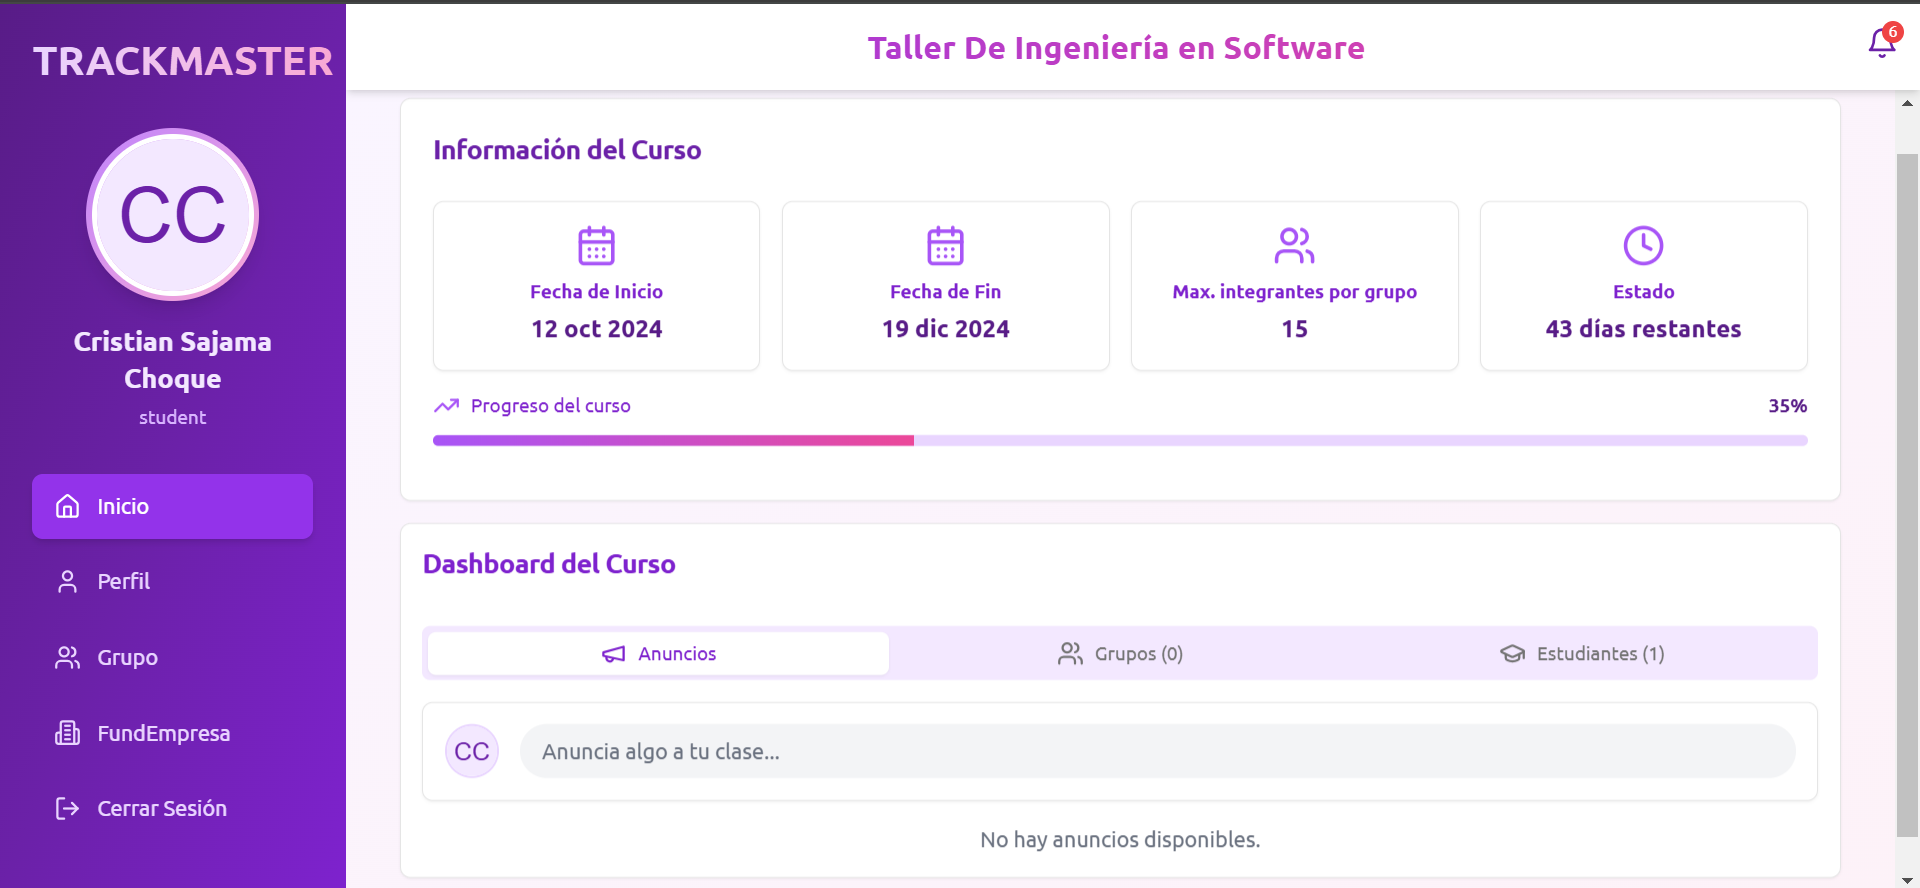 TRACKMASTER
CC
Cristian Sajama
Choque
student
Inicio
Perfil
Grupo
FundEmpresa
Cerrar Sesión
Taller De Ingeniería en Software
6
Información del Curso
Fecha de Inicio
12 oct 2024
Fecha de Fin
19 dic 2024
Max. integrantes por grupo
15
Estado
43 días restantes
Progreso del curso
35%
Dashboard del Curso
Anuncios
Grupos (0)
Estudiantes (1)
CC
Anuncia algo a tu clase...
No hay anuncios disponibles.